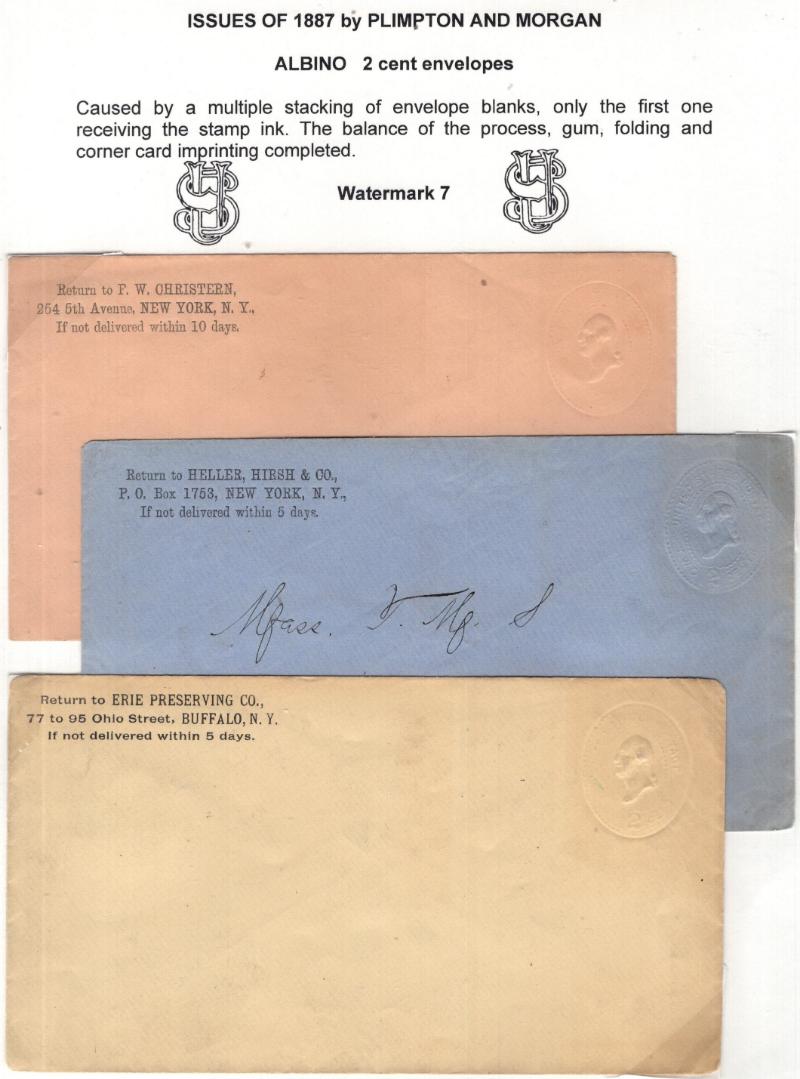 ISSUES OF 1887 by PLIMPTON AND MORGAN
ALBINO 2 cent envelopes
Caused by a multiple stacking of envelope blanks, only the first one
receiving the stamp ink. The balance of the process, gum, folding and
corner card imprinting completed.
Watermark 7
Return to F. W. CHRISTERN,
254 5th Avenue, NEW YORK, N. Y.,
If not delivered within 10 days.
Return to HELLER, HIRSH & CO.,
P. O. Box 1753, NEW YORK, N. Y.,
If not delivered within 5 days.
Return to ERIE PRESERVING CO.,
77 to 95 Ohio Street, BUFFALO, N. Y.
If not delivered within 5 days.